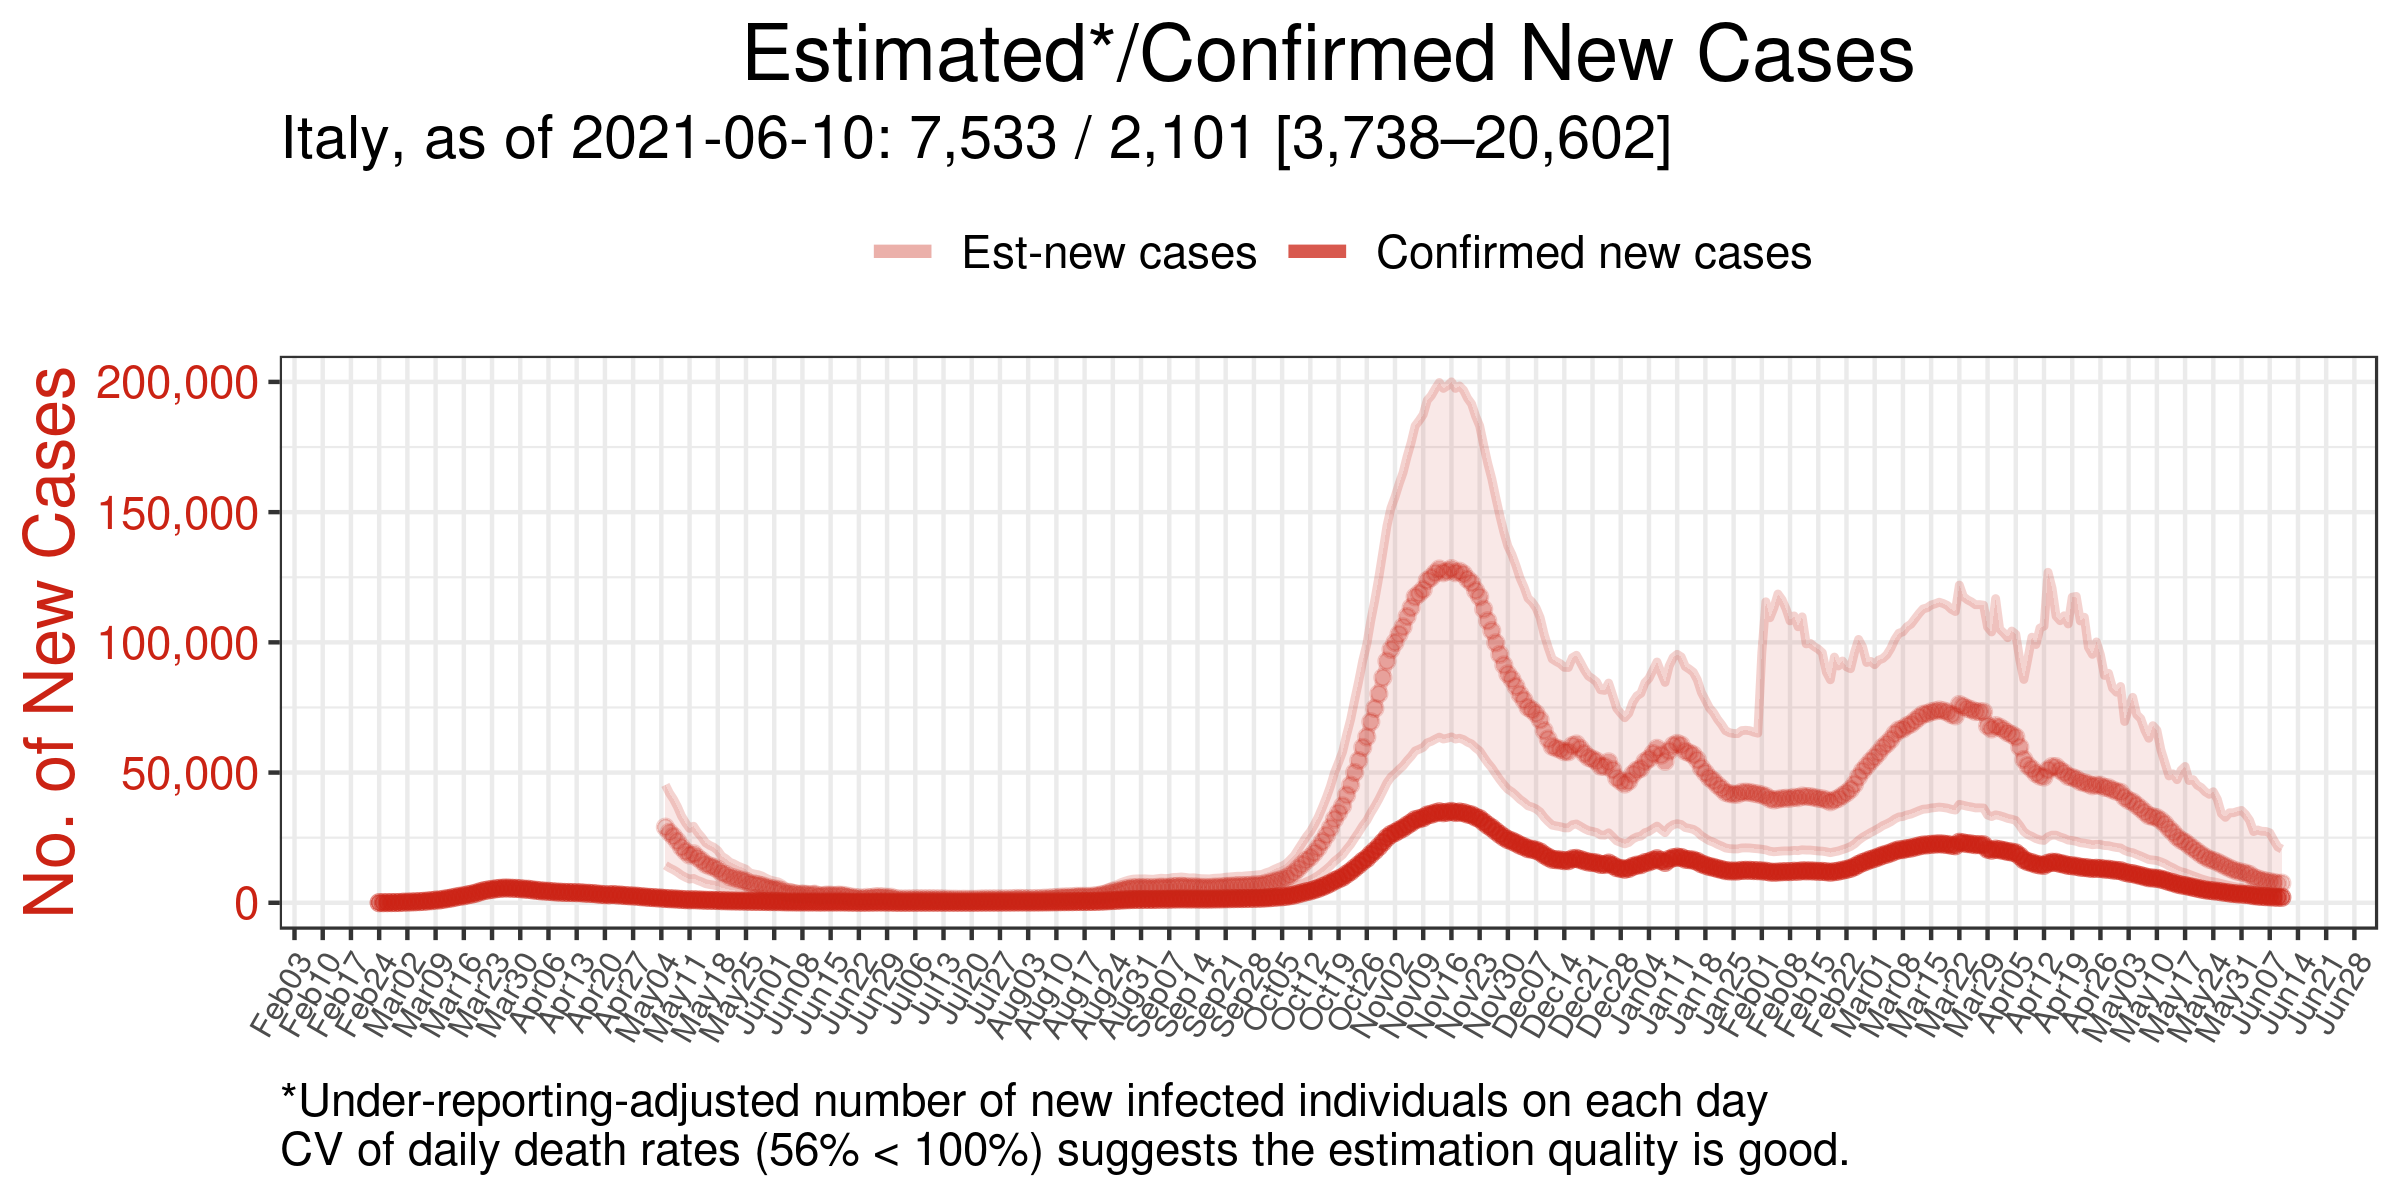 Estimated*/Confirmed New Cases
Italy, as of 2021-06-10: 7,533 / 2,101 [3,738–20,602]
Est-new cases
Confirmed new cases
No. of New Cases
200,000
150,000
100,000
50,000
0
Feb03
Feb10
Feb17
Feb24
Mar02
Mar09
Mar16
Mar23
Mar30
Apr06
Apr13
Apr20
Apr27
May04
May11
May18
May25
Jun01
Jun08
Jun15
Jun22
Jun29
Jul06
Jul13
Jul20
Jul27
Aug03
Aug10
Aug17
Aug24
Aug31
Sep07
Sep14
Sep21
Sep28
Oct05
Oct12
Oct19
Oct26
Nov02
Nov09
Nov16
Nov23
Nov30
Dec07
Dec14
Dec21
Dec28
Jan04
Jan11
Jan18
Jan25
Feb01
Feb08
Feb15
Feb22
Mar01
Mar08
Mar15
Mar22
Mar29
Apr05
Apr12
Apr19
Apr26
May03
May10
May17
May24
May31
Jun07
Jun14
Jun21
Jun28
*Under-reporting-adjusted number of new infected individuals on each day
CV of daily death rates (56% < 100%) suggests the estimation quality is good.